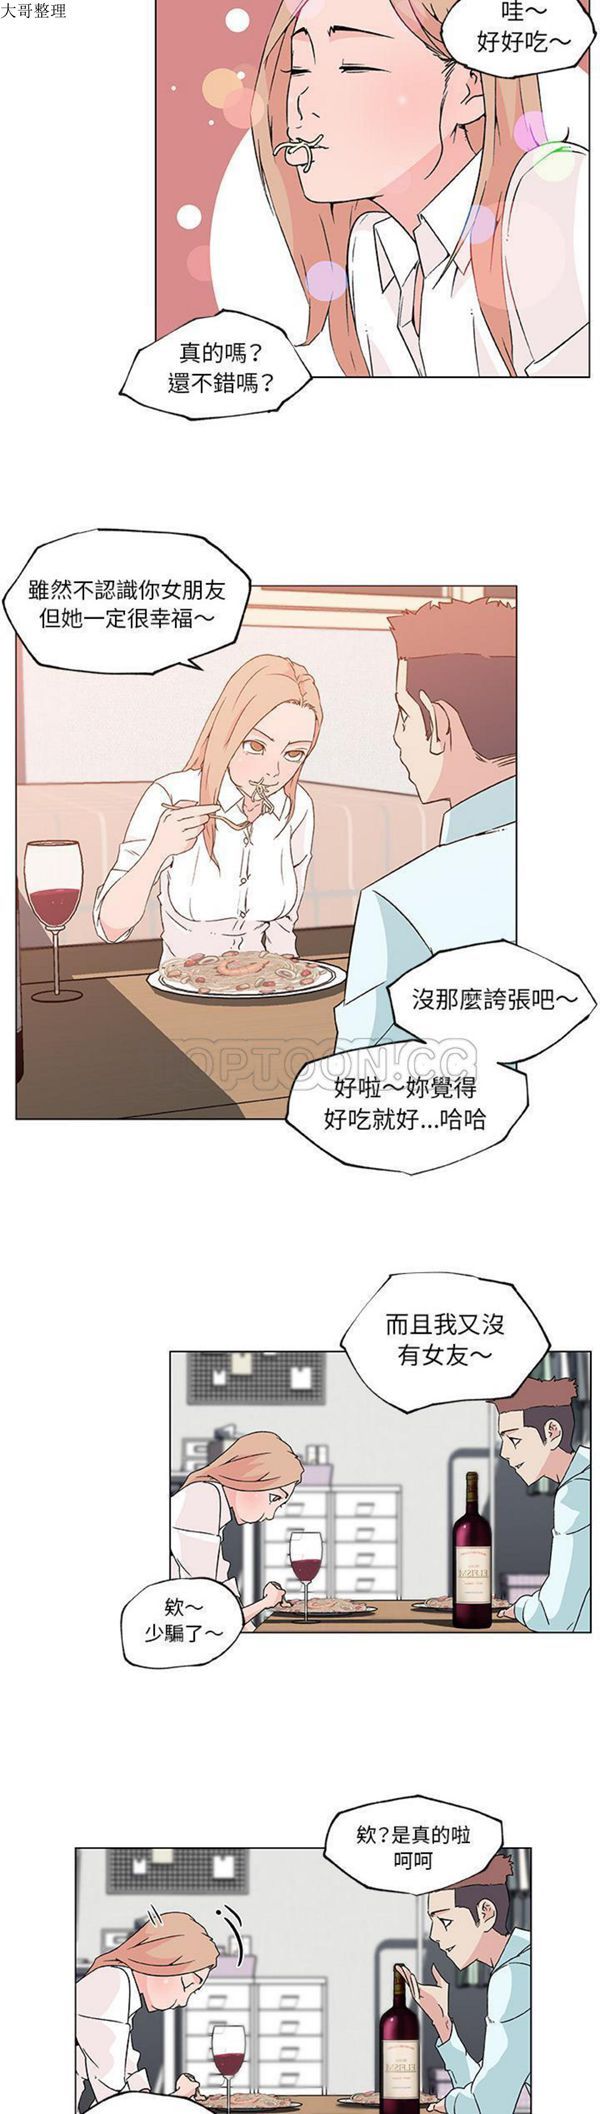 大哥整理
哇～
好好吃～
真的嗎？
還不錯嗎？
雖然不認識你女朋友
但她一定很幸福～
沒那麼誇張吧～
TOPTOON.CC
好啦～妳覺得
好吃就好...哈哈
而且我又沒
有女友～
欸～
少騙了～
欸？是真的啦
呵呵